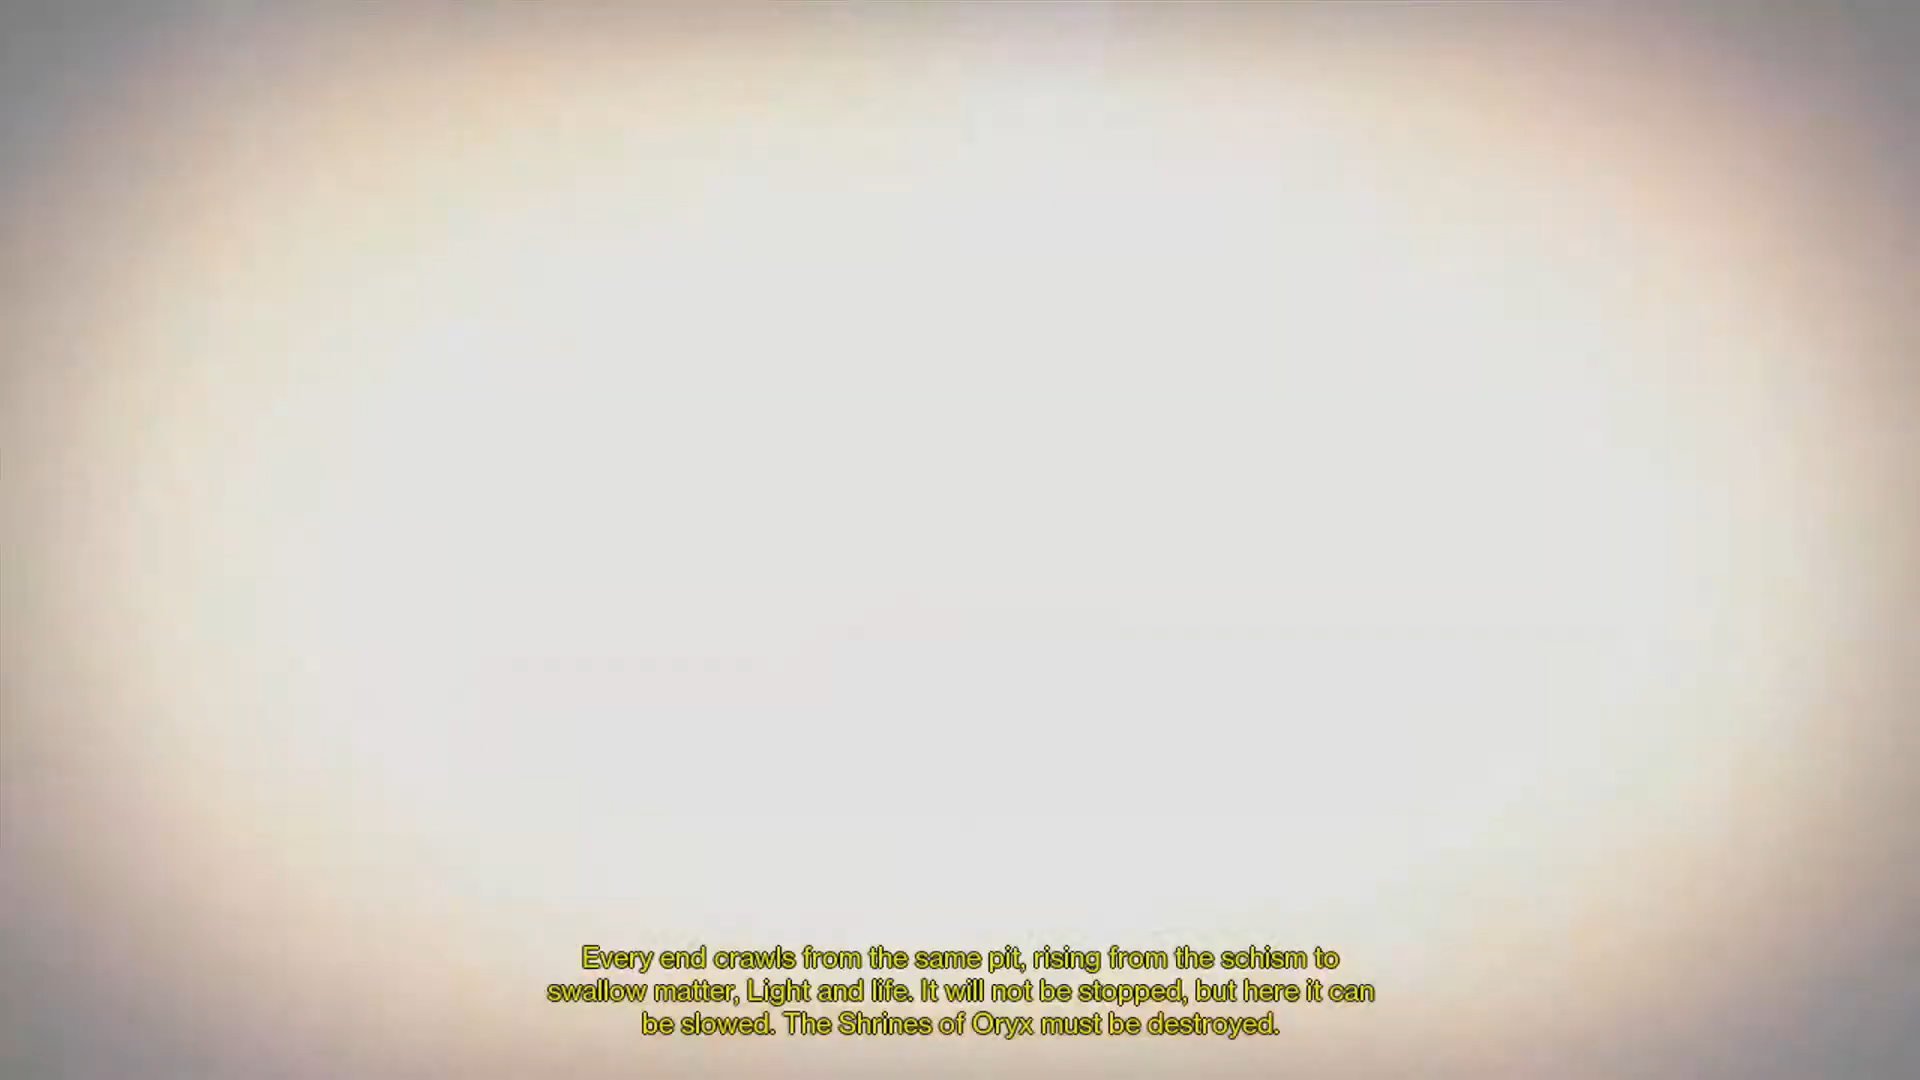 Every end crawls from the same pit, rising from the schism to
swallow matter, Light and life. It will not be stopped, but here it can
be slowed. The Shrines of Oryx must be destroyed.